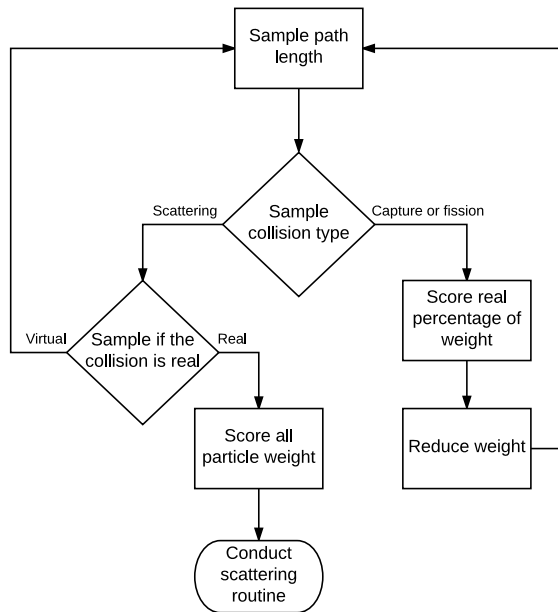 Sample path
length
Scattering
Sample
collision type
Capture or fission
Virtual
Sample if the
collision is real
Real
Score real
percentage of
weight
Score all
particle weight
Reduce weight
Conduct
scattering
routine